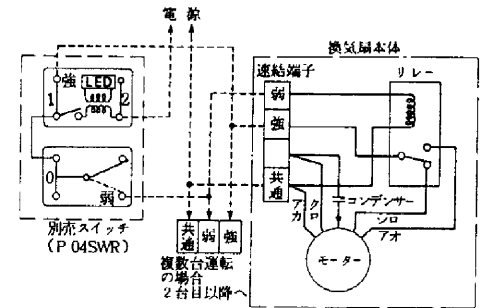 電源
換気扇本体
連結端子
リレー
強
LED
1
2
弱
強
共通
0
弱
コンデンサー
アカ
クロ
シロ
アオ
モーター
別売スイッチ
(P04SWR)
共通
弱
強
複数台運転
の場合
2台目以降へ